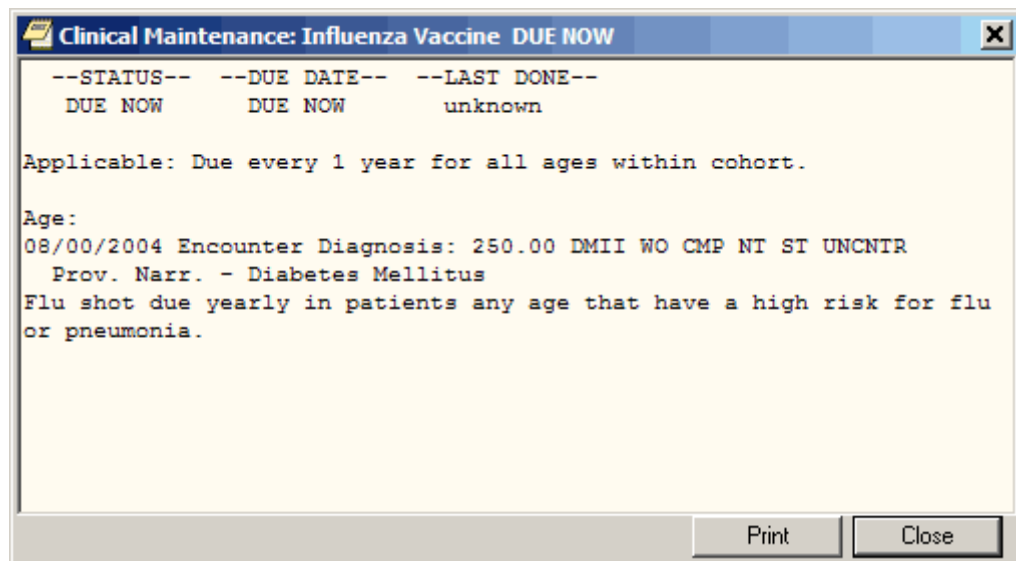 Clinical Maintenance: Influenza Vaccine DUE NOW
--STATUS-- --DUE DATE-- --LAST DONE--
DUE NOW DUE NOW unknown
Applicable: Due every 1 year for all ages within cohort.
Age:
08/00/2004 Encounter Diagnosis: 250.00 DMII WO CMP NT ST UNCNTR
Prov. Narr. - Diabetes Mellitus
Flu shot due yearly in patients any age that have a high risk for flu
or pneumonia.
Print Close